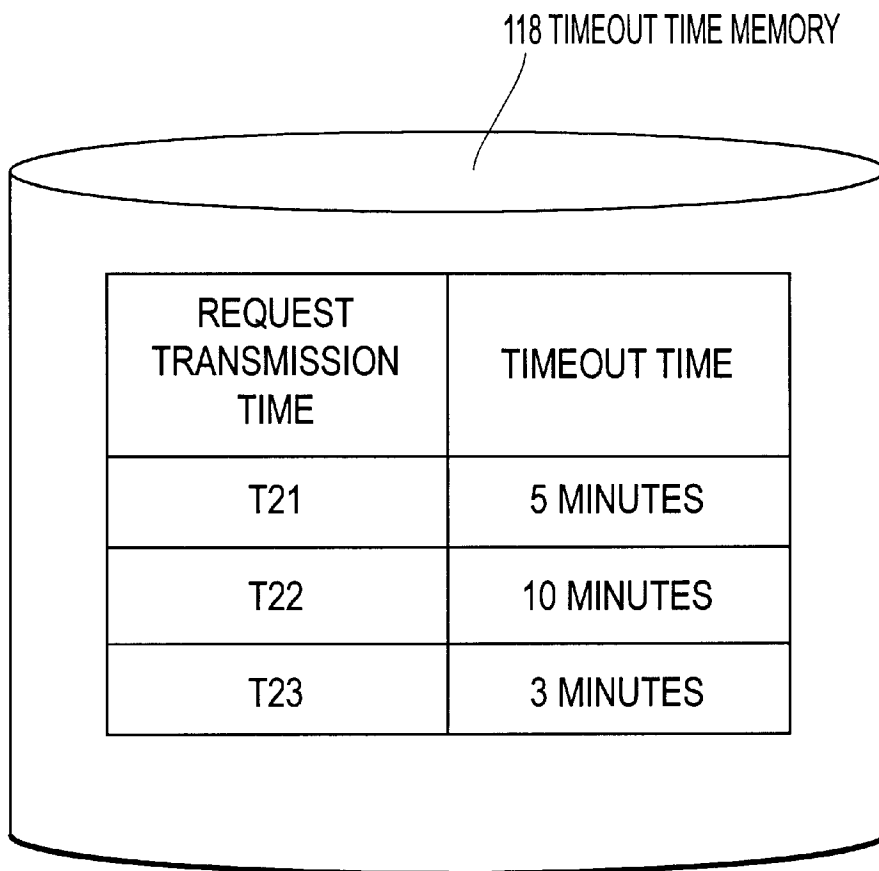 118 TIMEOUT TIME MEMORY
REQUEST
TRANSMISSION
TIME
TIMEOUT TIME
T21
5 MINUTES
T22
10 MINUTES
T23
3 MINUTES